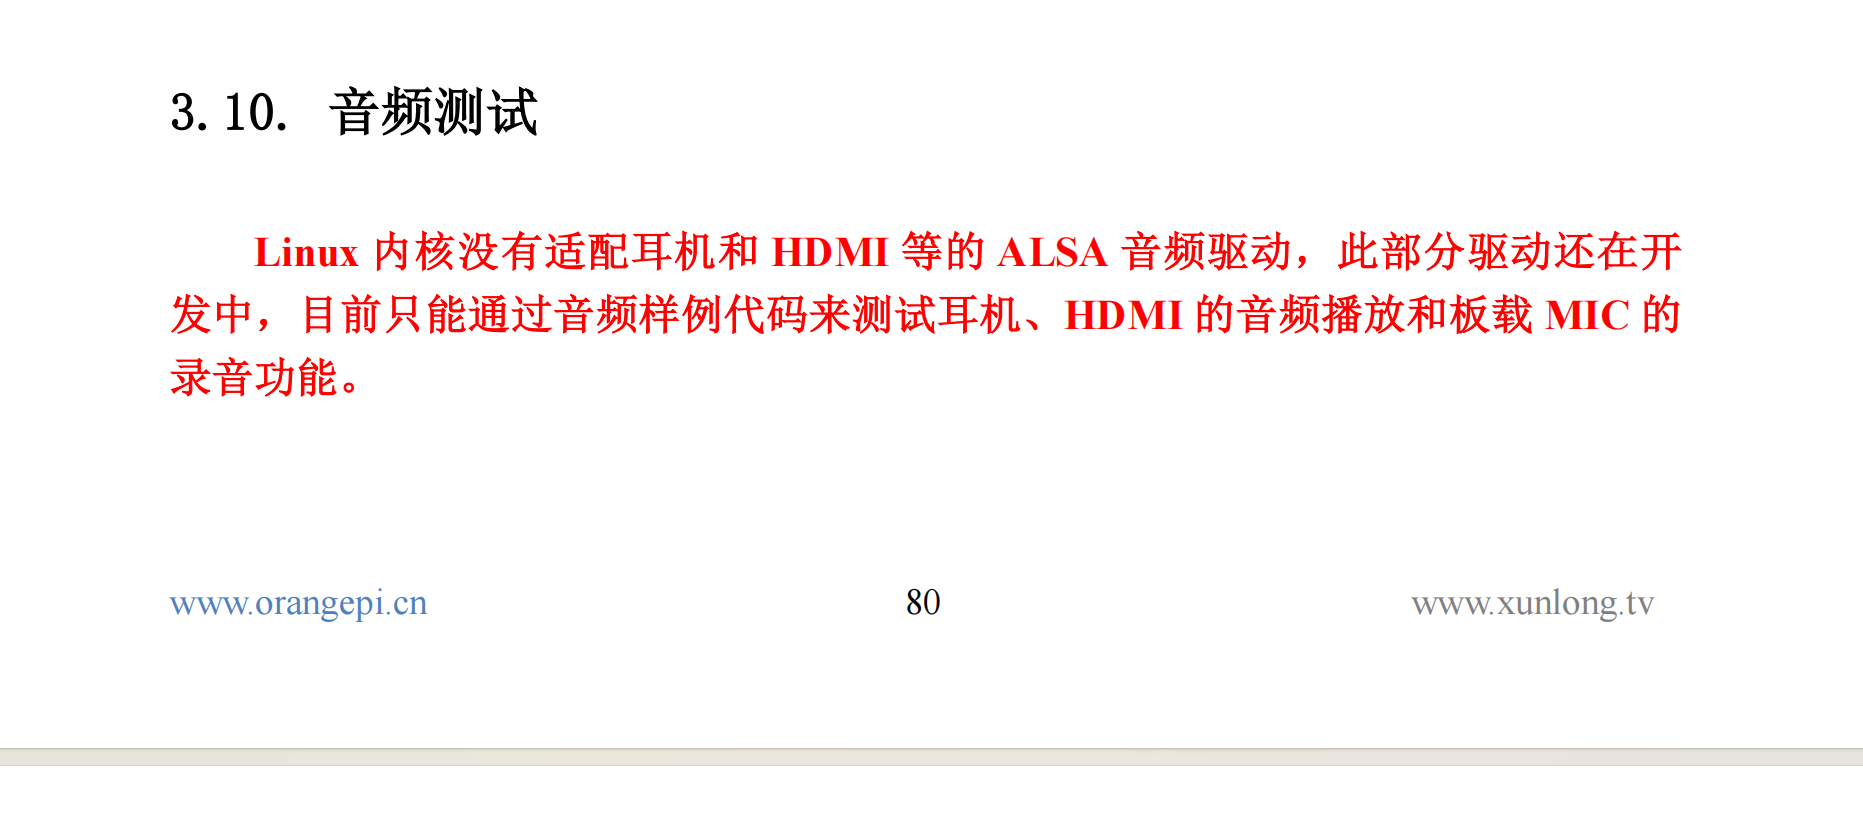 3.10. 音频测试
Linux 内核没有适配耳机和 HDMI 等的 ALSA 音频驱动，此部分驱动还在开
发中，目前只能通过音频样例代码来测试耳机、HDMI 的音频播放和板载 MIC 的
录音功能。
www.orangepi.cn 80 www.xunlong.tv